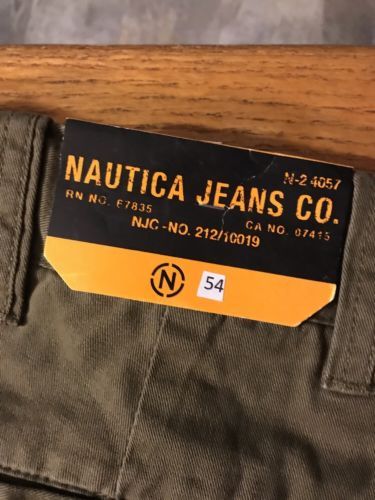 N-2 4057
NAUTICA JEANS CO.
RN NO. 67835
CA NO. 07415
NJC -NO. 212/10019
N
54